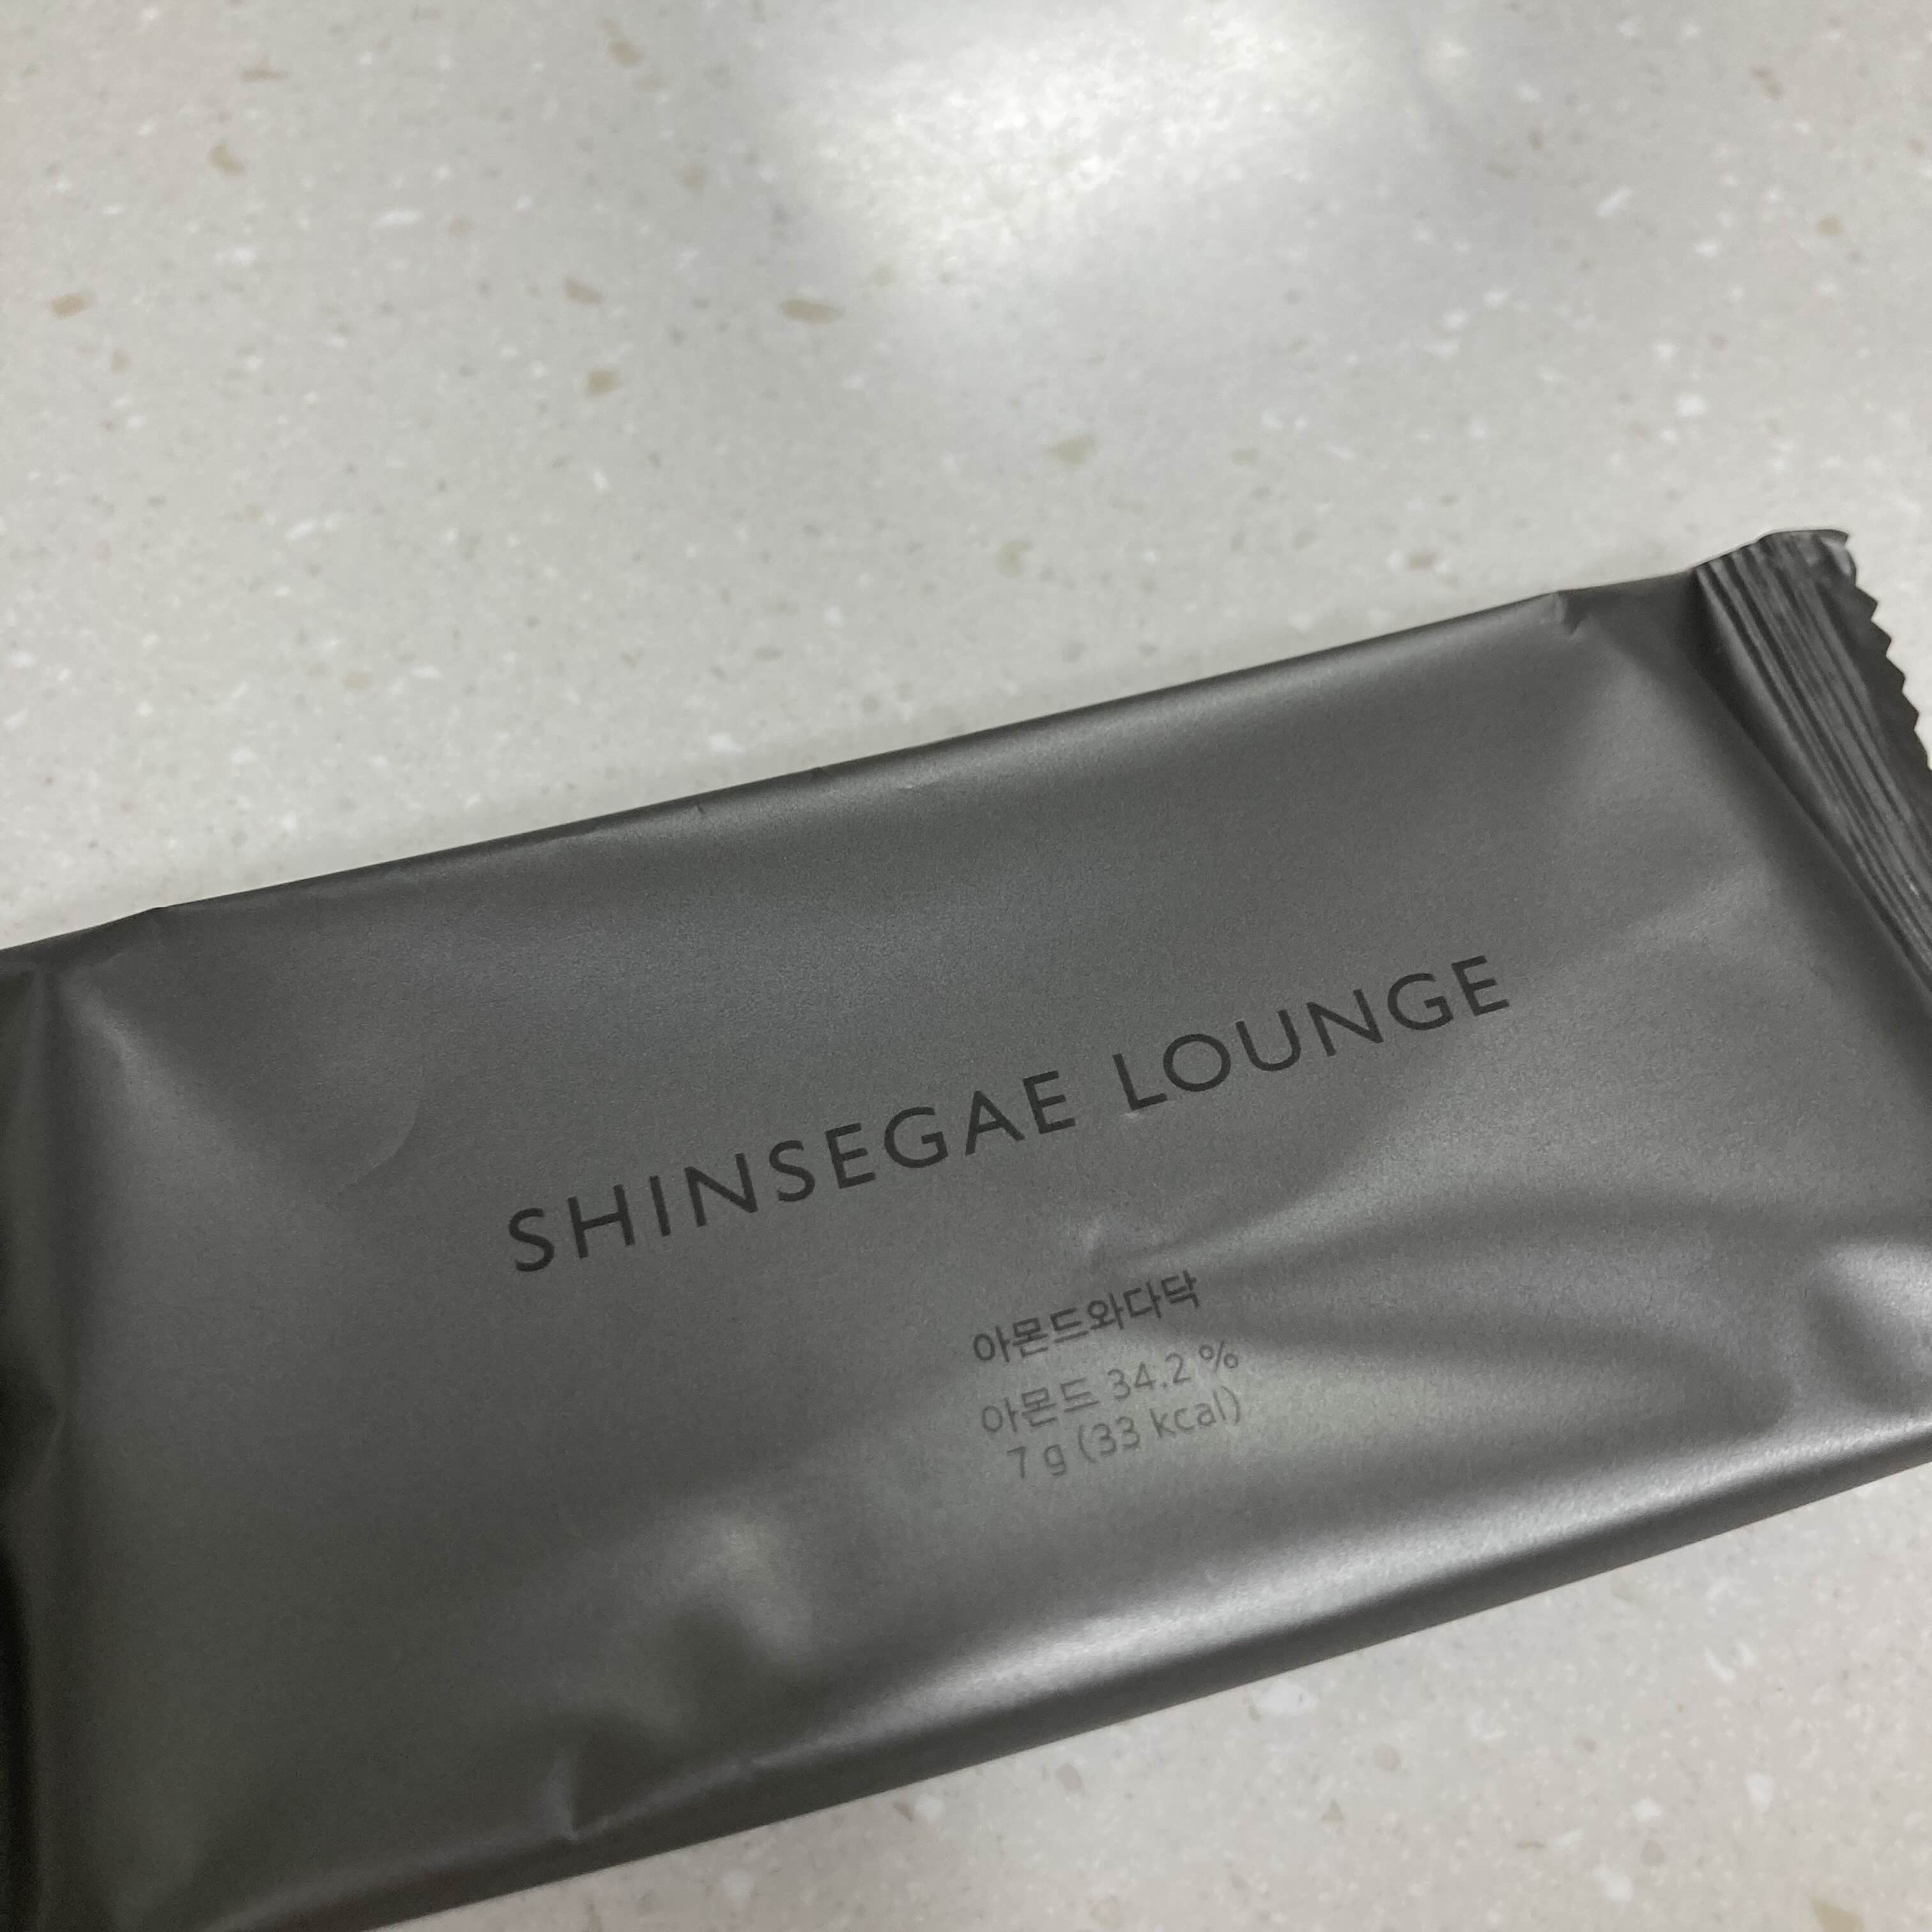 SHINSEGAE LOUNGE
아몬드와다닥
아몬드 34.2 %
7 g (33 kcal)